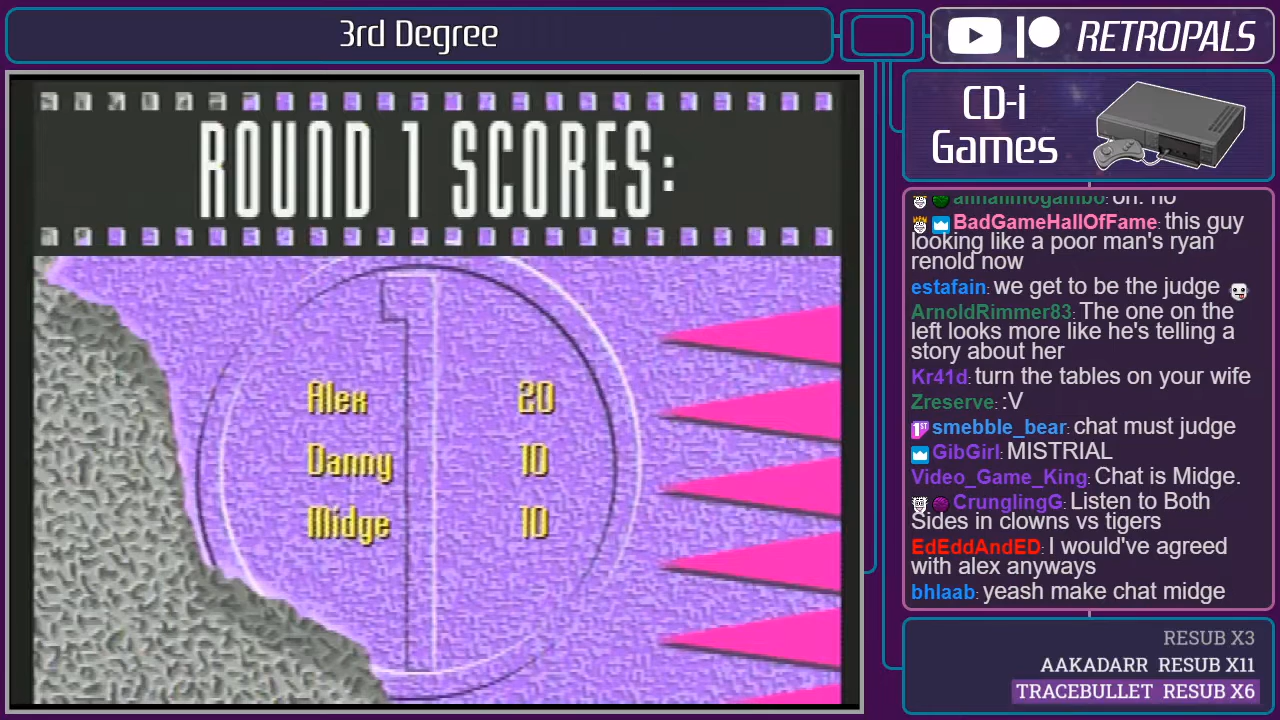 3rd Degree
RETROPALS
CD-i
Games
ROUND 1 SCORES:
1
Alex 20
Danny 10
Midge 10
oh. no
BadGameHallOfFame: this guy
looking like a poor man's ryan
renold now
estafain: we get to be the judge
ArnoldRimmer83: The one on the
left looks more like he's telling a
story about her
Kr41d: turn the tables on your wife
Zreserve: :V
1ST smebble_bear: chat must judge
GibGirl: MISTRIAL
Video_Game_King: Chat is Midge.
CrunglingG: Listen to Both
Sides in clowns vs tigers
EdEddAndED: I would've agreed
with alex anyways
bhlaab: yeash make chat midge
RESUB X3
AAKADARR RESUB X11
TRACEBULLET RESUB X6